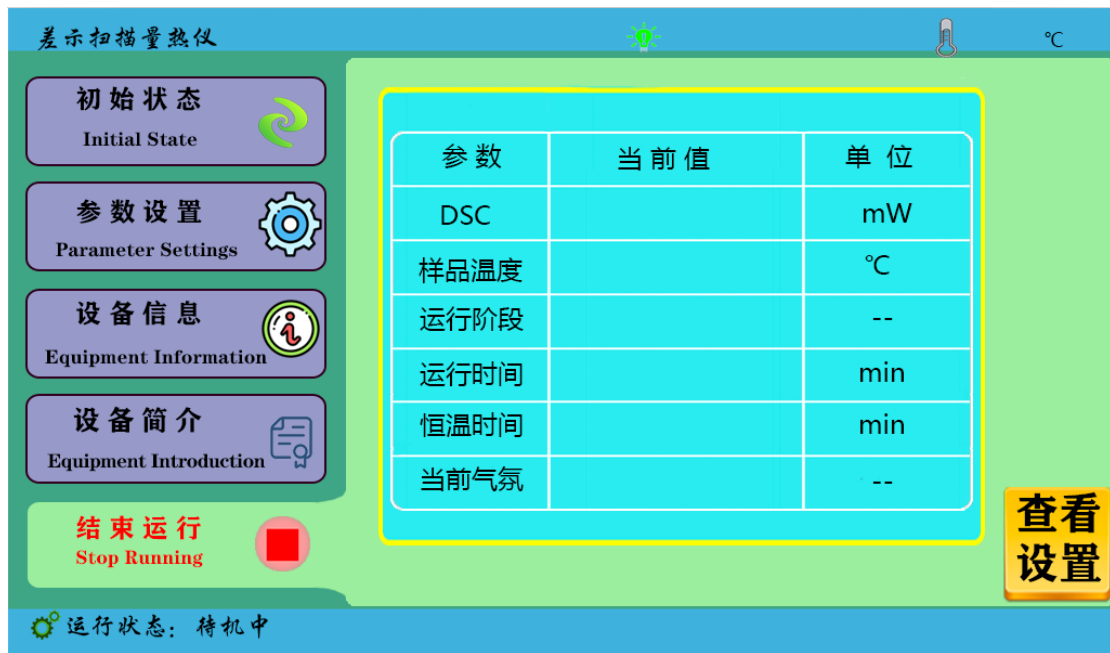 差示扫描量热仪
℃
初始状态
Initial State
参数设置
Parameter Settings
设备信息
Equipment Information
设备简介
Equipment Introduction
结束运行
Stop Running
参数 当前值 单位
DSC mW
样品温度 ℃
运行阶段 --
运行时间 min
恒温时间 min
当前气氛 --
查看
设置
运行状态：待机中